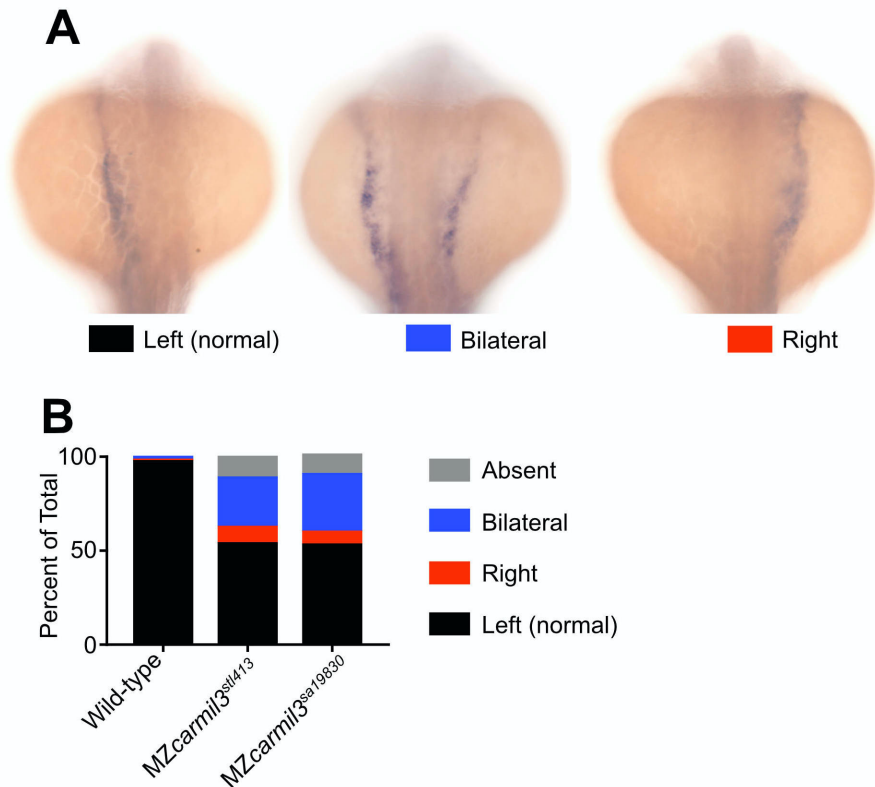 A
Left (normal)
Bilateral
Right
B
Percent of Total
100
50
0
Wild-type
MZcarmil3stl413
MZcarmil3sa19830
Absent
Bilateral
Right
Left (normal)